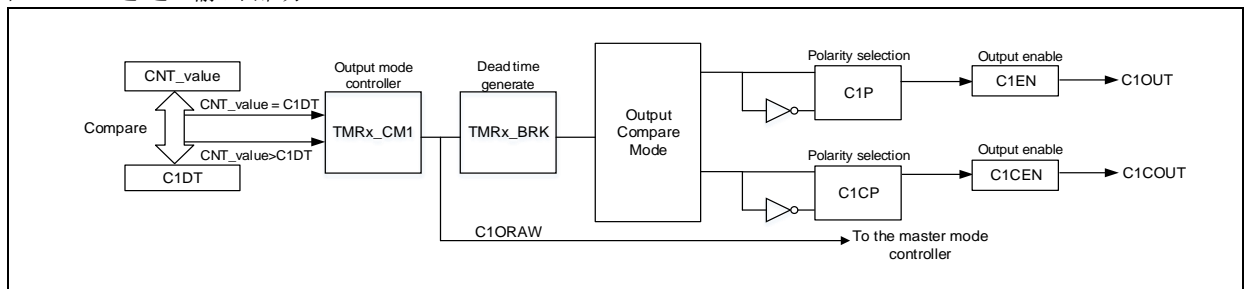 CNT_value
Compare
C1DT
CNT_value = C1DT
CNT_value>C1DT
Output mode
controller
TMRx_CM1
Dead time
generate
TMRx_BRK
C1ORAW
Output
Compare
Mode
Polarity selection
C1P
Output enable
C1EN
C1OUT
Polarity selection
C1CP
Output enable
C1CEN
C1COUT
To the master mode
controller